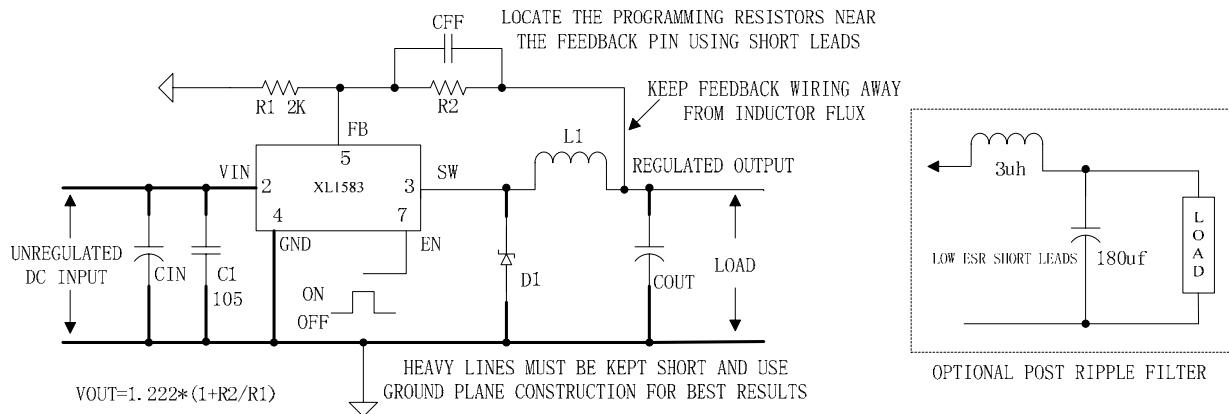 LOCATE THE PROGRAMMING RESISTORS NEAR
THE FEEDBACK PIN USING SHORT LEADS
CFF
R1 2K
R2
KEEP FEEDBACK WIRING AWAY
FROM INDUCTOR FLUX
FB
5
L1
VIN
SW
REGULATED OUTPUT
2
XL1583
3
4
7
GND
EN
UNREGULATED
DC INPUT
CIN
C1
105
ON
OFF
D1
COUT
LOAD
HEAVY LINES MUST BE KEPT SHORT AND USE
GROUND PLANE CONSTRUCTION FOR BEST RESULTS
VOUT=1.222*(1+R2/R1)
3uh
LOW ESR SHORT LEADS
180uf
LOAD
OPTIONAL POST RIPPLE FILTER